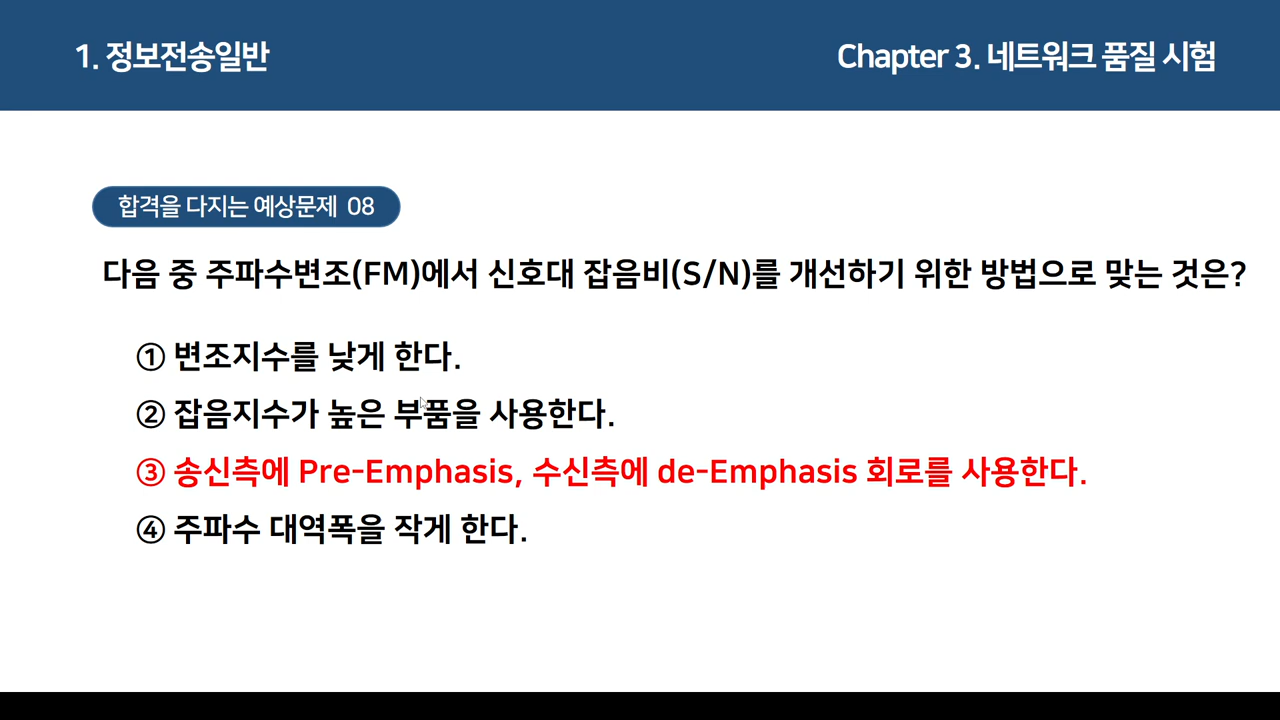 1. 정보전송일반
Chapter 3. 네트워크 품질 시험
합격을 다지는 예상문제 08
다음 중 주파수변조(FM)에서 신호대 잡음비(S/N)를 개선하기 위한 방법으로 맞는 것은?
① 변조지수를 낮게 한다.
② 잡음지수가 높은 부품을 사용한다.
③ 송신측에 Pre-Emphasis, 수신측에 de-Emphasis 회로를 사용한다.
④ 주파수 대역폭을 작게 한다.